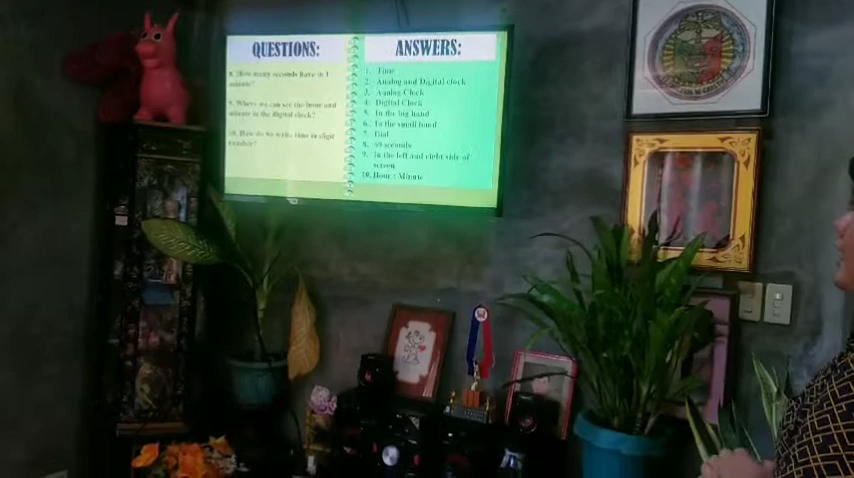 QUESTIONS:
8. How many seconds have in 1
minute?
9. Where we can see the hour and
minute in the digital clock?
10. How do we write time in digit
number?
ANSWERS:
1. Time
2. Analog and Digital clock
3. Analog Clock
4. Digital Clock
5. In the big hand
6. In the small hand
7. Dial
8. 60 seconds
9. In the left and right side of
screen
10. Hour : Minute